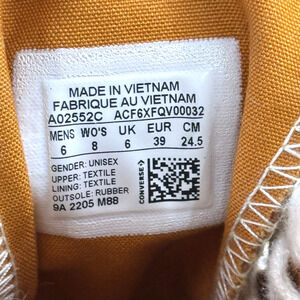 MADE IN VIETNAM
FABRIQUE AU VIETNAM
A02552C ACF6XFQV00032
MENS WO'S UK EUR CM
6 8 6 39 24.5
GENDER: UNISEX
UPPER: TEXTILE
LINING: TEXTILE
OUTSOLE: RUBBER
9A 2205 M88
CONVERSE